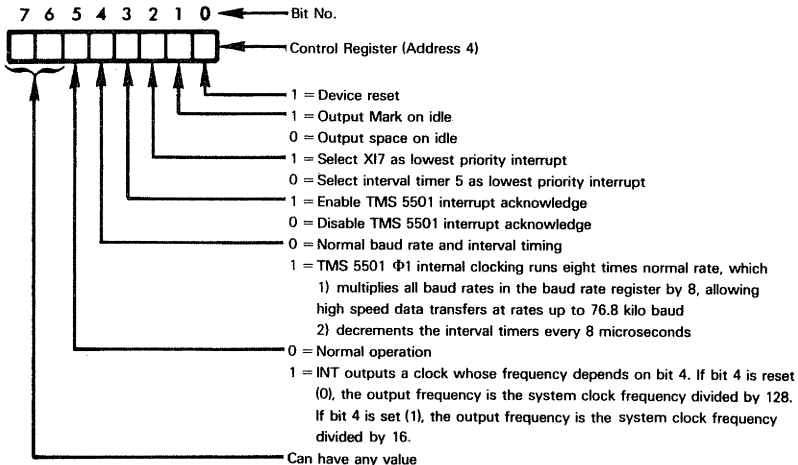 7 6 5 4 3 2 1 0 Bit No.
Control Register (Address 4)
1 = Device reset
1 = Output Mark on idle
0 = Output space on idle
1 = Select XI7 as lowest priority interrupt
0 = Select interval timer 5 as lowest priority interrupt
1 = Enable TMS 5501 interrupt acknowledge
0 = Disable TMS 5501 interrupt acknowledge
0 = Normal baud rate and interval timing
1 = TMS 5501 Φ1 internal clocking runs eight times normal rate, which
1) multiplies all baud rates in the baud rate register by 8, allowing
high speed data transfers at rates up to 76.8 kilo baud
2) decrements the interval timers every 8 microseconds
0 = Normal operation
1 = INT outputs a clock whose frequency depends on bit 4. If bit 4 is reset
(0), the output frequency is the system clock frequency divided by 128.
If bit 4 is set (1), the output frequency is the system clock frequency
divided by 16.
Can have any value